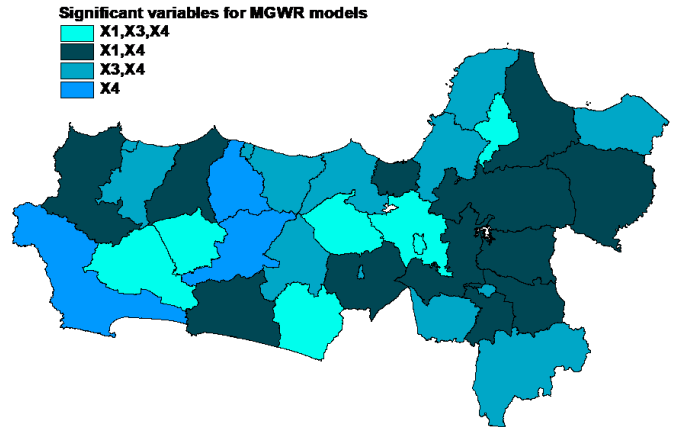 Significant variables for MGWR models
X1,X3,X4
X1,X4
X3,X4
X4